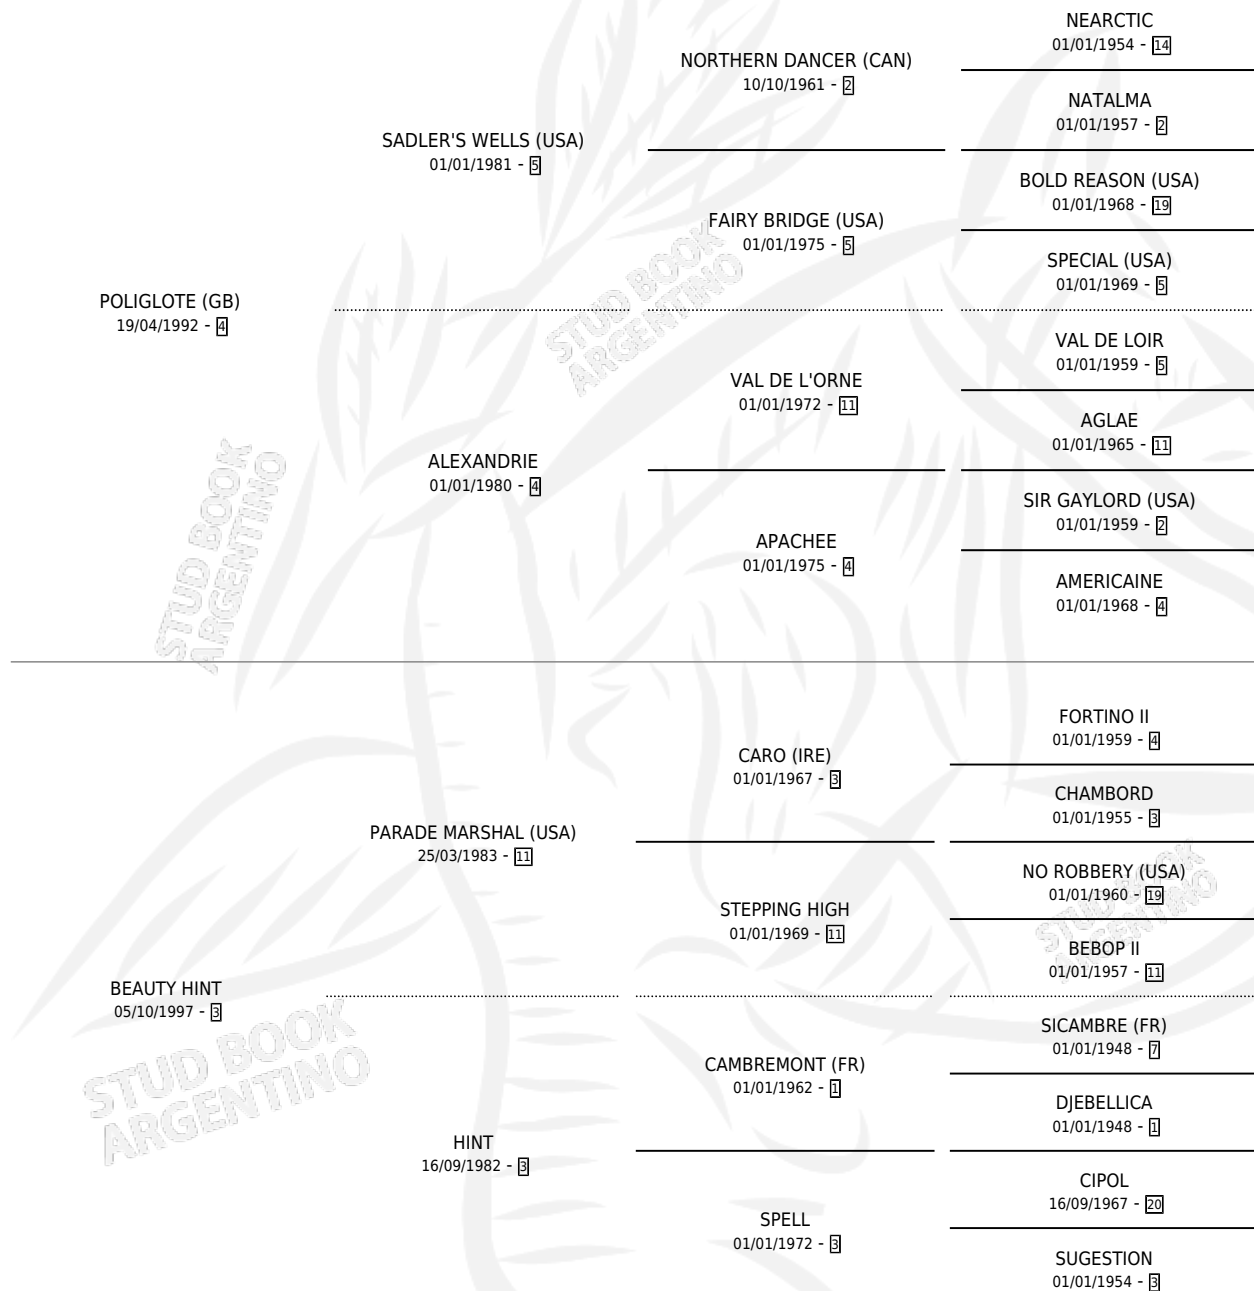 NEARCTIC
01/01/1954 - 14
NORTHERN DANCER (CAN)
10/10/1961 - 2
NATALMA
01/01/1957 - 2
SADLER'S WELLS (USA)
01/01/1981 - 5
BOLD REASON (USA)
01/01/1968 - 19
FAIRY BRIDGE (USA)
01/01/1975 - 5
SPECIAL (USA)
01/01/1969 - 5
POLIGLOTE (GB)
19/04/1992 - 4
STUD BOOK
ARGENTINO
VAL DE LOIR
01/01/1959 - 5
VAL DE L'ORNE
01/01/1972 - 11
AGLAE
01/01/1965 - 11
ALEXANDRIE
01/01/1980 - 4
SIR GAYLORD (USA)
01/01/1959 - 2
APACHEE
01/01/1975 - 4
AMERICAINE
01/01/1968 - 4
STUD BOOK
ARGENTINO
FORTINO II
01/01/1959 - 4
CARO (IRE)
01/01/1967 - 3
CHAMBORD
01/01/1955 - 3
PARADE MARSHAL (USA)
25/03/1983 - 11
NO ROBBERY (USA)
01/01/1960 - 19
STEPPING HIGH
01/01/1969 - 11
STUD BOOK
ARGENTINO
BEBOP II
01/01/1957 - 11
BEAUTY HINT
05/10/1997 - 3
STUD BOOK
ARGENTINO
SICAMBRE (FR)
01/01/1948 - 7
CAMBREMONT (FR)
01/01/1962 - 1
DJEBELLICA
01/01/1948 - 1
HINT
16/09/1982 - 3
CIPOL
16/09/1967 - 20
SPELL
01/01/1972 - 3
SUGESTION
01/01/1954 - 3